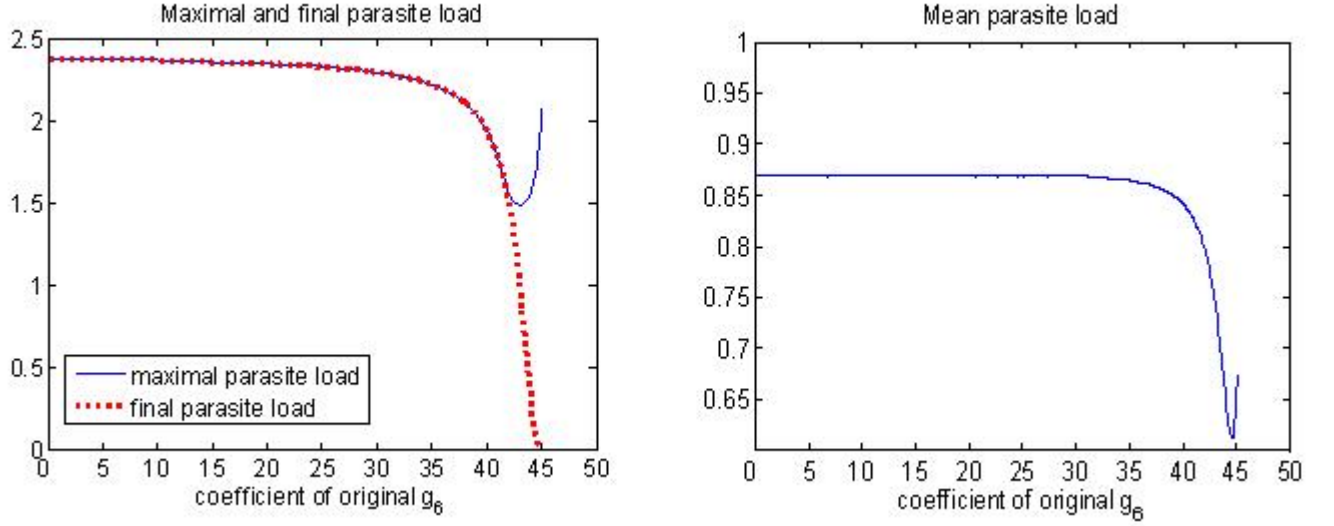 Maximal and final parasite load
2.5
2
1.5
1
0.5
0
maximal parasite load
final parasite load
0 5 10 15 20 25 30 35 40 45 50
coefficient of original g6
Mean parasite load
1
0.95
0.9
0.85
0.8
0.75
0.7
0.65
0 5 10 15 20 25 30 35 40 45 50
coefficient of original g6